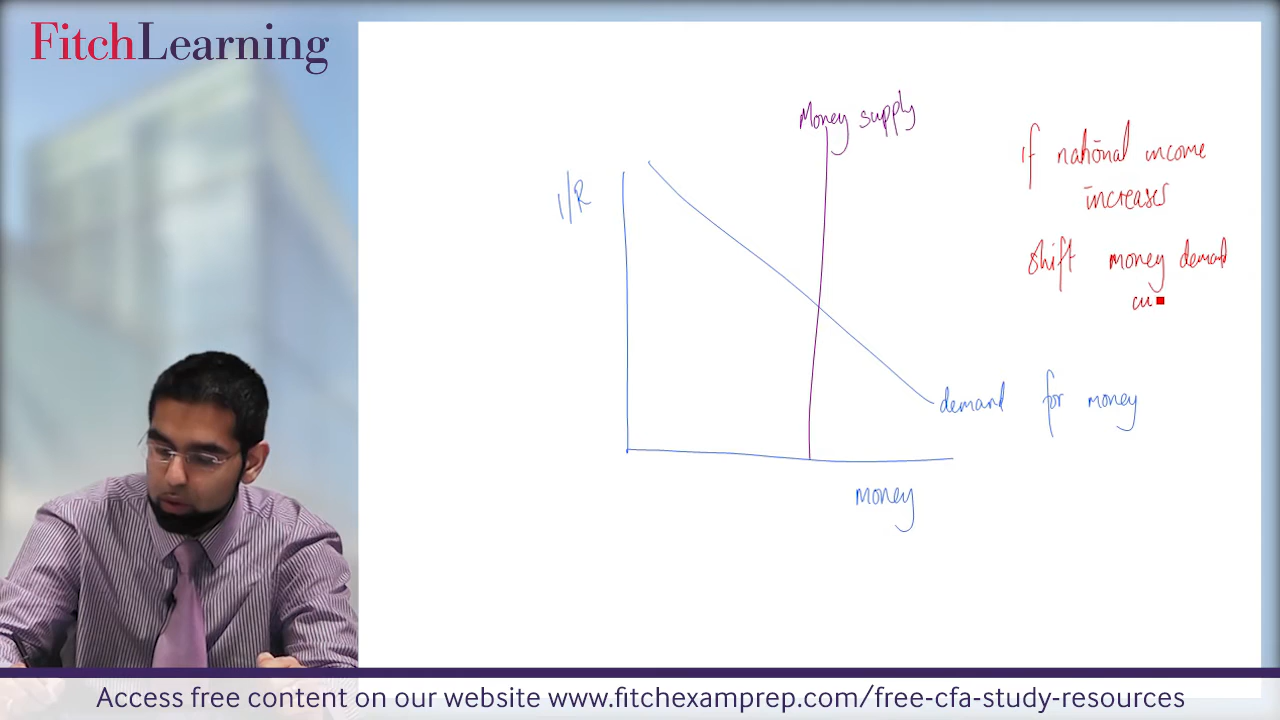 FitchLearning
Money supply
I/R
if national income
increases
shift money demand
cu
demand for money
money
Access free content on our website www.fitchexamprep.com/free-cfa-study-resources